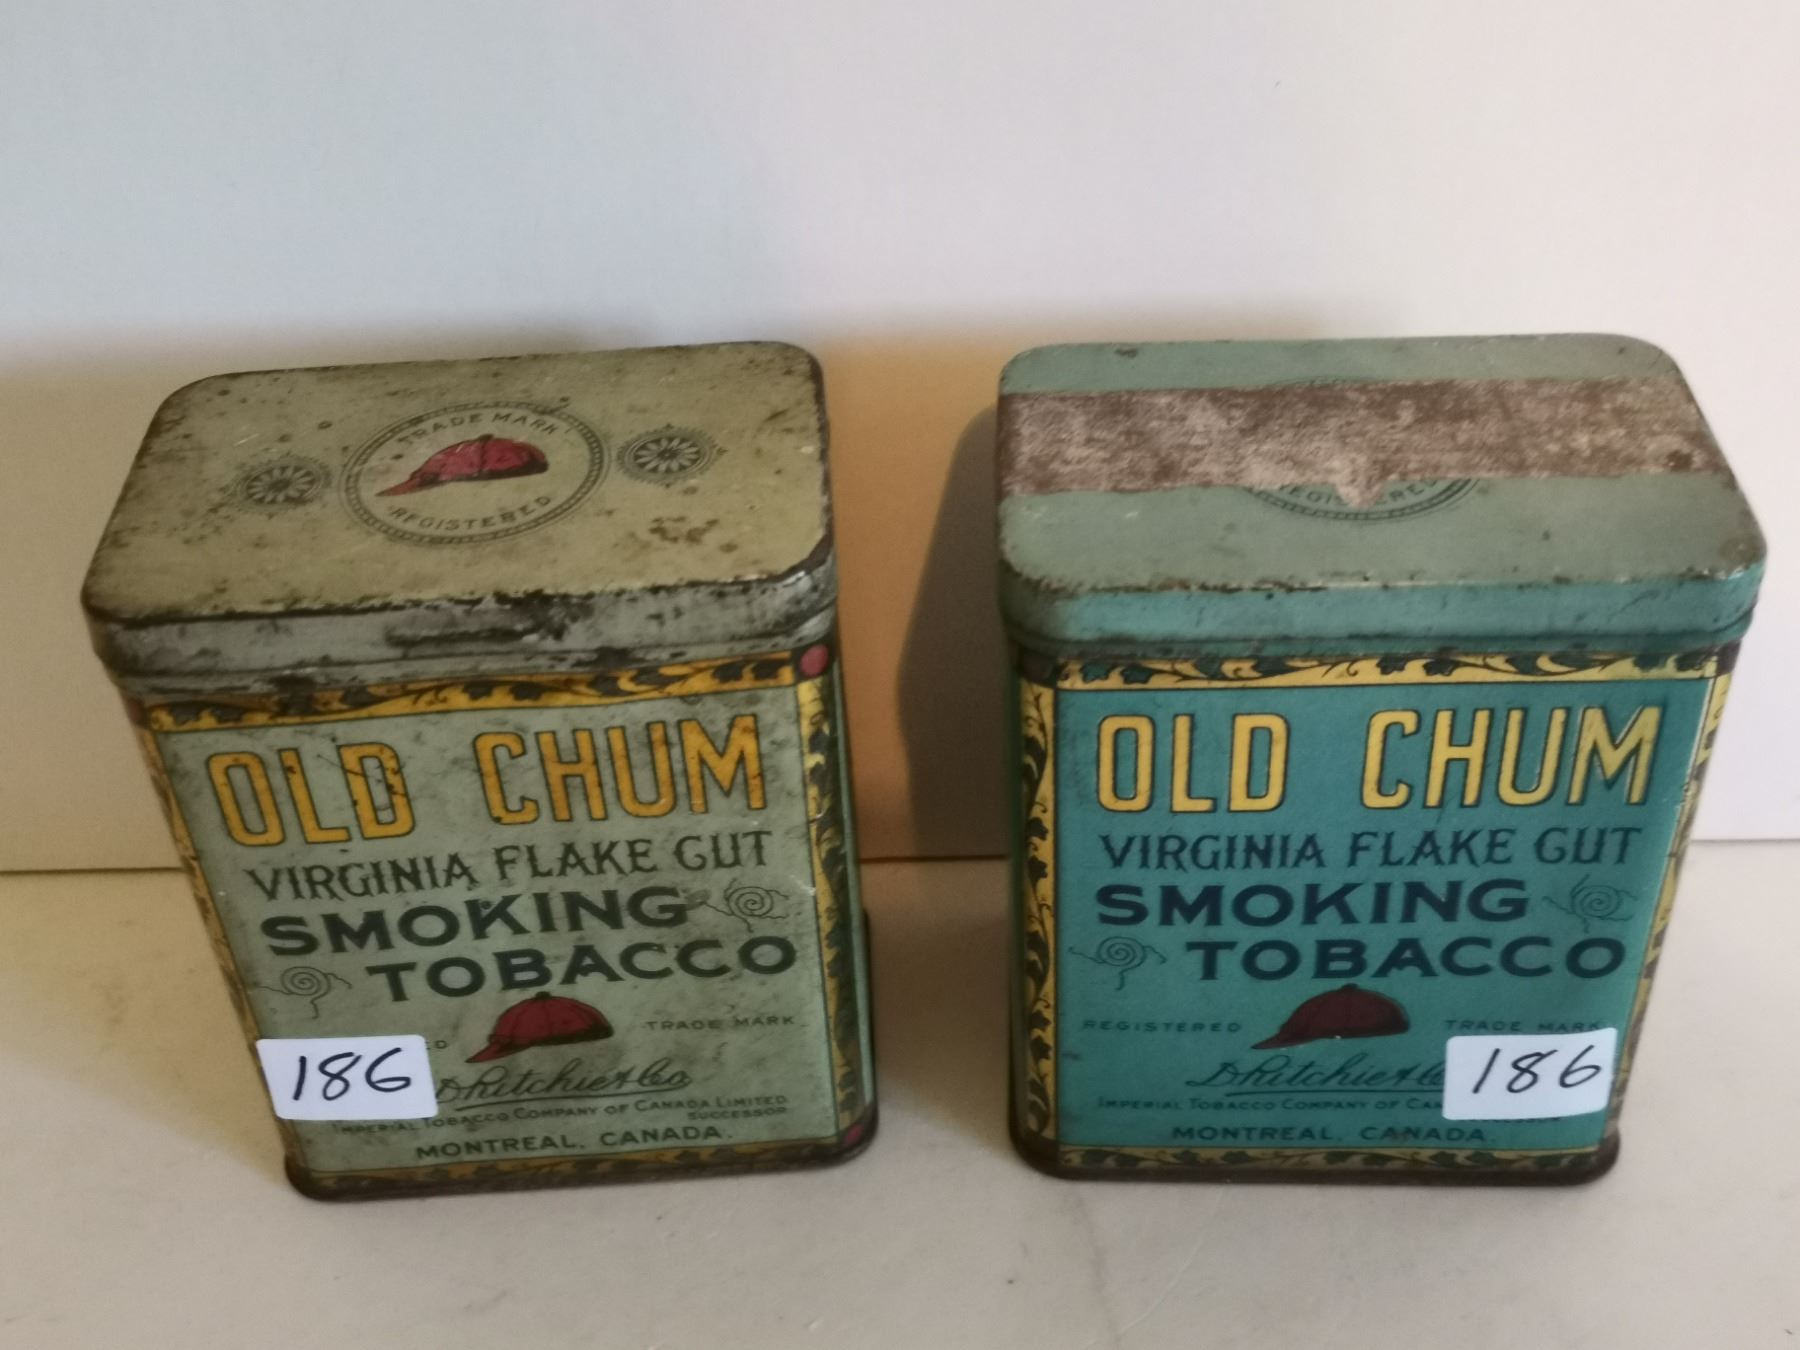 TRADE MARK
REGISTERED
OLD CHUM
VIRGINIA FLAKE CUT
SMOKING
TOBACCO
TRADE MARK
186
D. Ritchie & Co
IMPERIAL TOBACCO COMPANY OF CANADA LIMITED
SUCCESSOR
MONTREAL, CANADA.
OLD CHUM
VIRGINIA FLAKE CUT
SMOKING
TOBACCO
REGISTERED TRADE MARK
186
D. Ritchie &
IMPERIAL TOBACCO COMPANY OF
MONTREAL, CANADA.